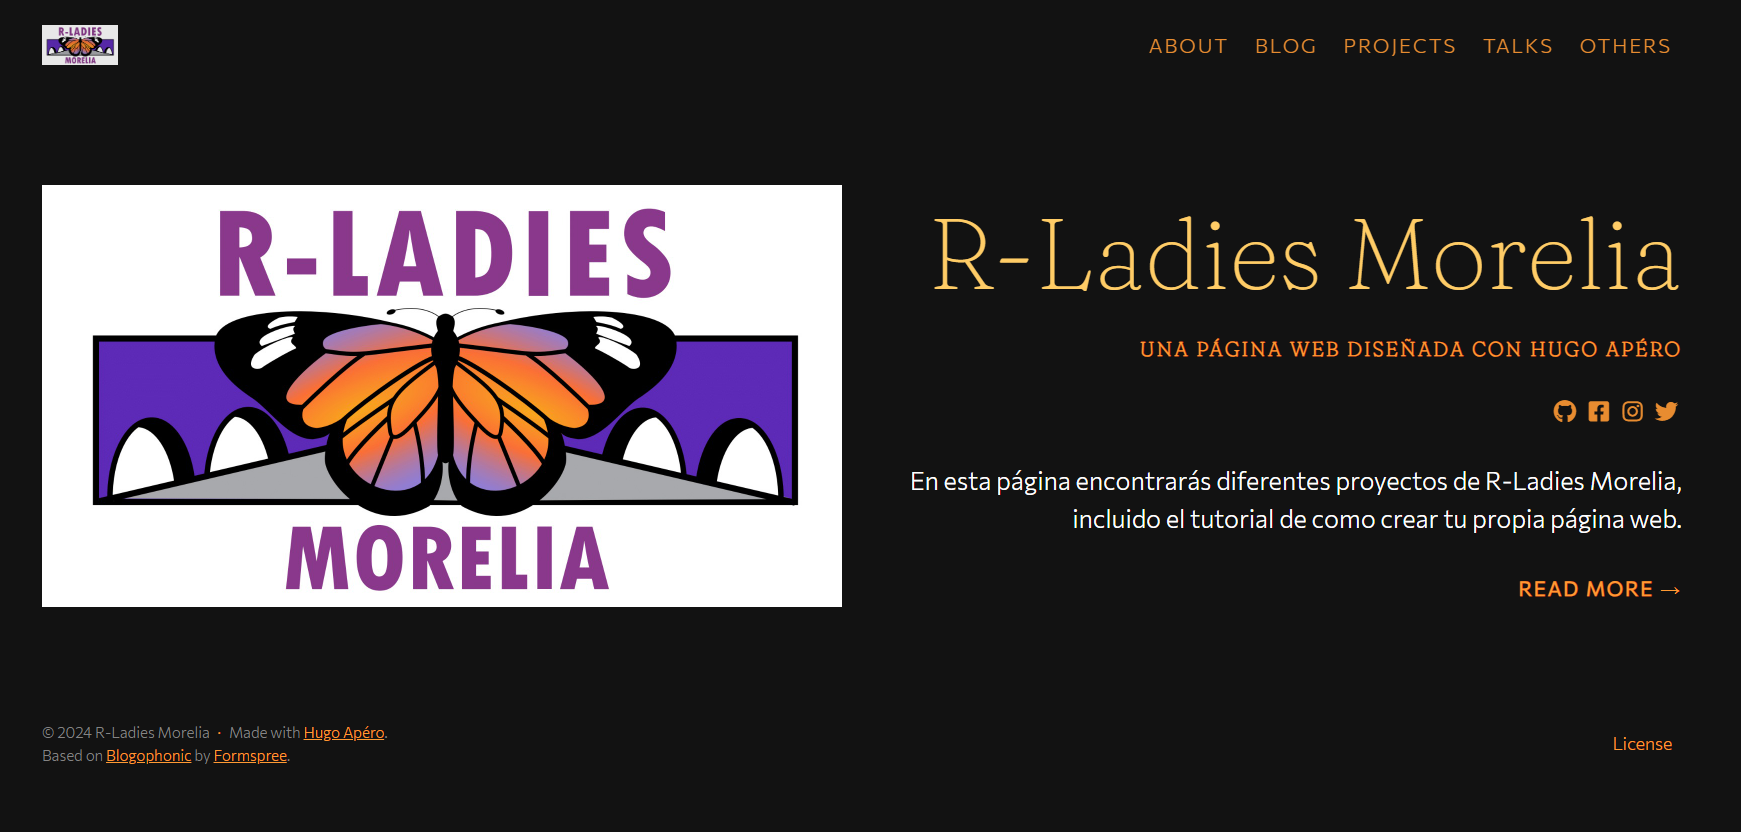 R-LADIES
MORELIA
ABOUT BLOG PROJECTS TALKS OTHERS
R-LADIES
MORELIA
R-Ladies Morelia
UNA PÁGINA WEB DISEÑADA CON HUGO APÉRO
En esta página encontrarás diferentes proyectos de R-Ladies Morelia,
incluido el tutorial de como crear tu propia página web.
READ MORE →
© 2024 R-Ladies Morelia · Made with Hugo Apéro.
Based on Blogophonic by Formspree.
License